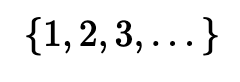 {1, 2, 3, . . . }